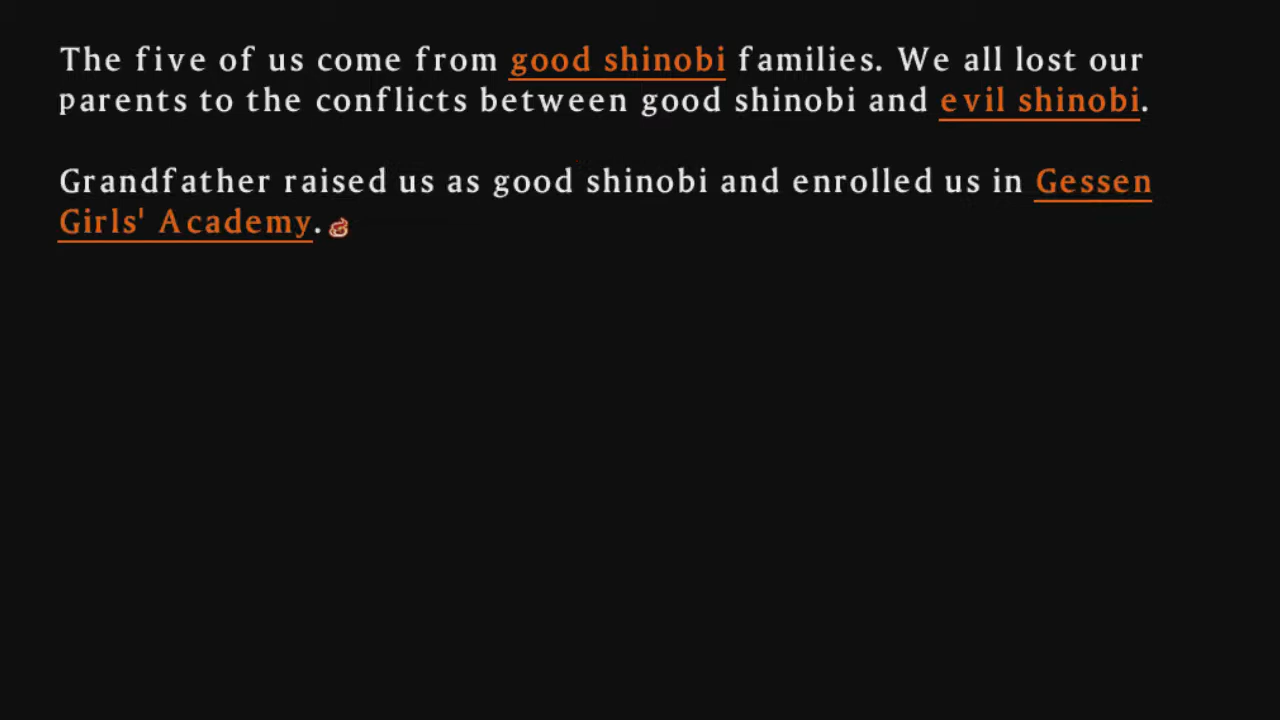 The five of us come from good shinobi families. We all lost our
parents to the conflicts between good shinobi and evil shinobi.
Grandfather raised us as good shinobi and enrolled us in Gessen
Girls' Academy.